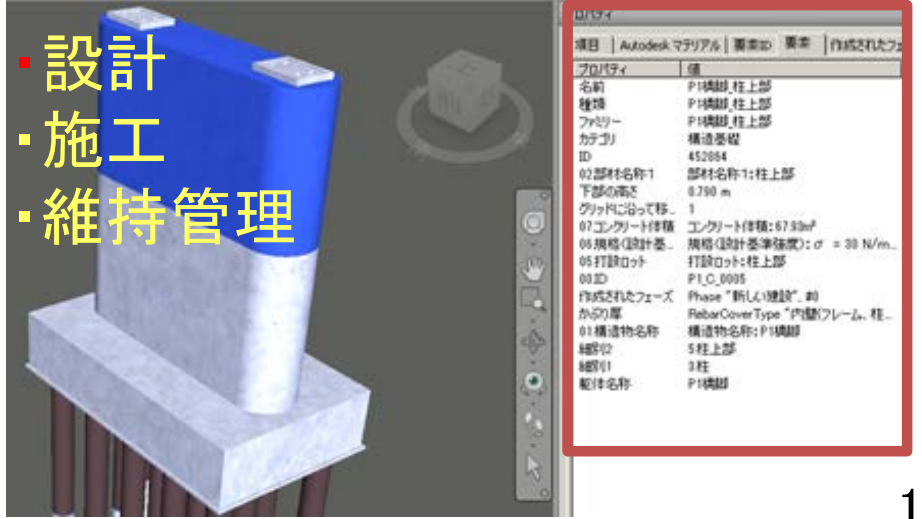 ・設計
・施工
・維持管理
プロパティ
項目 Autodesk マテリアル 要素ID 要素 作成されたフェ
プロパティ 値
名前 P1橋脚_柱上部
種類 P1橋脚_柱上部
ファミリー P1橋脚_柱上部
カテゴリ 構造基礎
ID 452864
02部材名称1 部材名称1:柱上部
下部の高さ 0.790 m
グリッドに沿って移... 1
07コンクリート体積 コンクリート体積:67.93m³
06規格(設計基... 規格(設計基準強度):σ = 30 N/m...
05打設ロット 打設ロット:柱上部
00ID P1_C_0005
作成されたフェーズ Phase "新しい建設", #0
かぶり厚 RebarCoverType "内壁(フレーム、柱...
01構造物名称 構造物名称:P1橋脚
細別2 5柱上部
細別1 3柱
躯体名称 P1橋脚
1